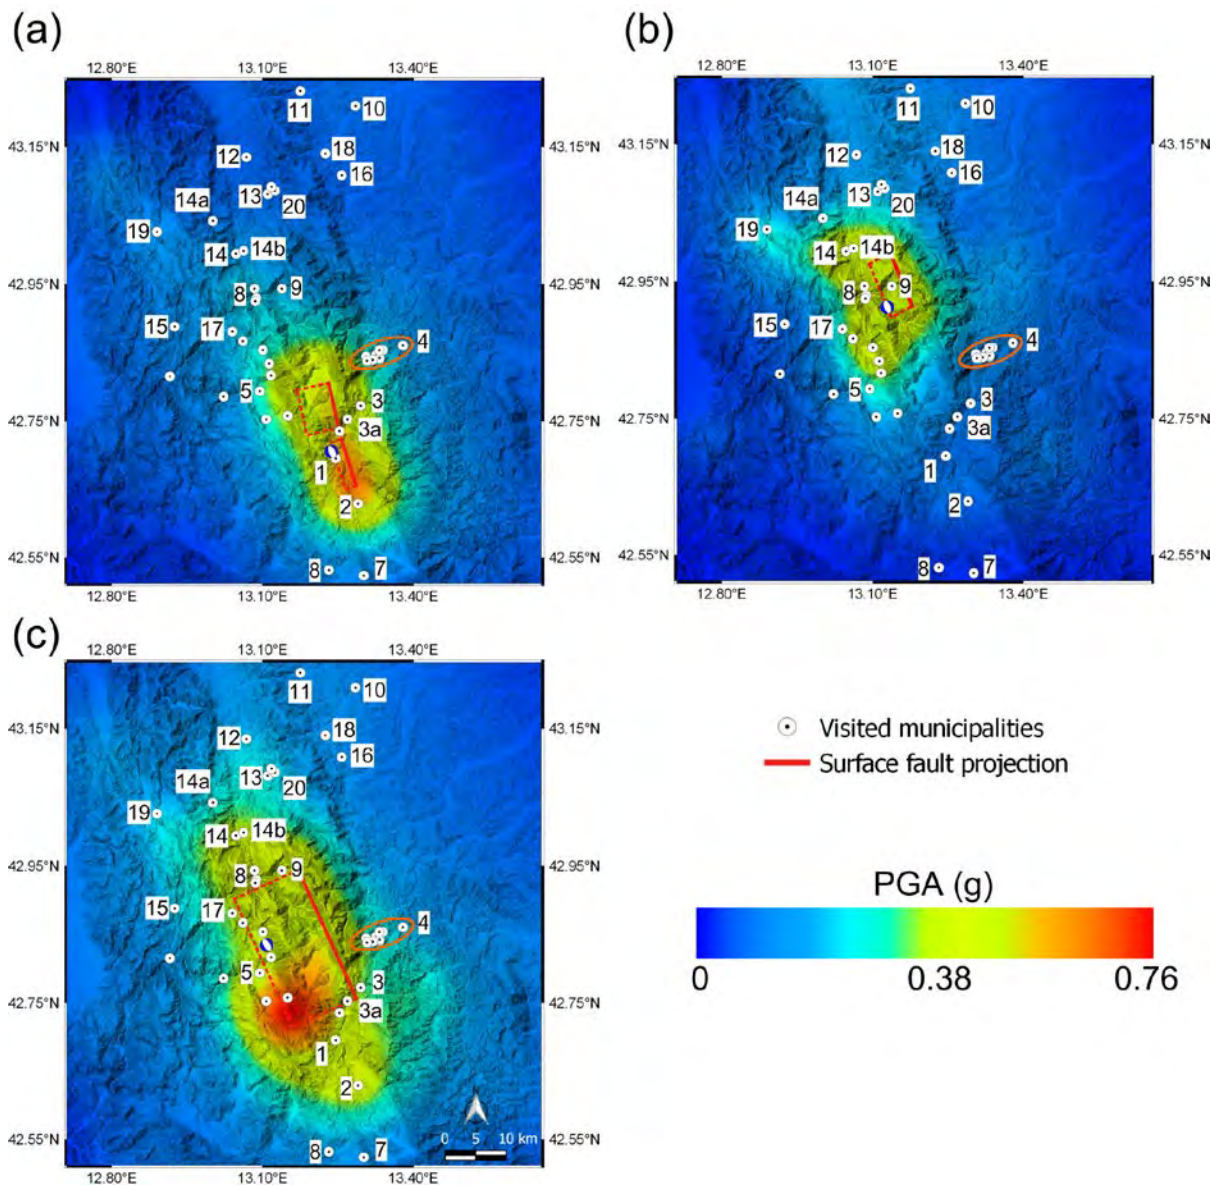 (a)
12.80°E 13.10°E 13.40°E
11
10
43.15°N
12
18
16
14a
13
20
19
14
14b
42.95°N
8
9
15
17
4
5
3
42.75°N
3a
1
2
42.55°N
8
7
12.80°E 13.10°E 13.40°E
(b)
12.80°E 13.10°E 13.40°E
11
10
43.15°N 43.15°N
12
18
16
14a
13
20
19
14
14b
42.95°N 42.95°N
8
9
15
17
4
5
3
42.75°N 42.75°N
3a
1
2
42.55°N 42.55°N
8
7
12.80°E 13.10°E 13.40°E
(c)
12.80°E 13.10°E 13.40°E
11
10
43.15°N 43.15°N
12
18
16
14a
13
20
19
14
14b
42.95°N 42.95°N
8
9
15
17
4
5
3
42.75°N 42.75°N
3a
1
2
0 5 10 km
42.55°N 42.55°N
8
7
12.80°E 13.10°E 13.40°E
Visited municipalities
Surface fault projection
PGA (g)
0 0.38 0.76